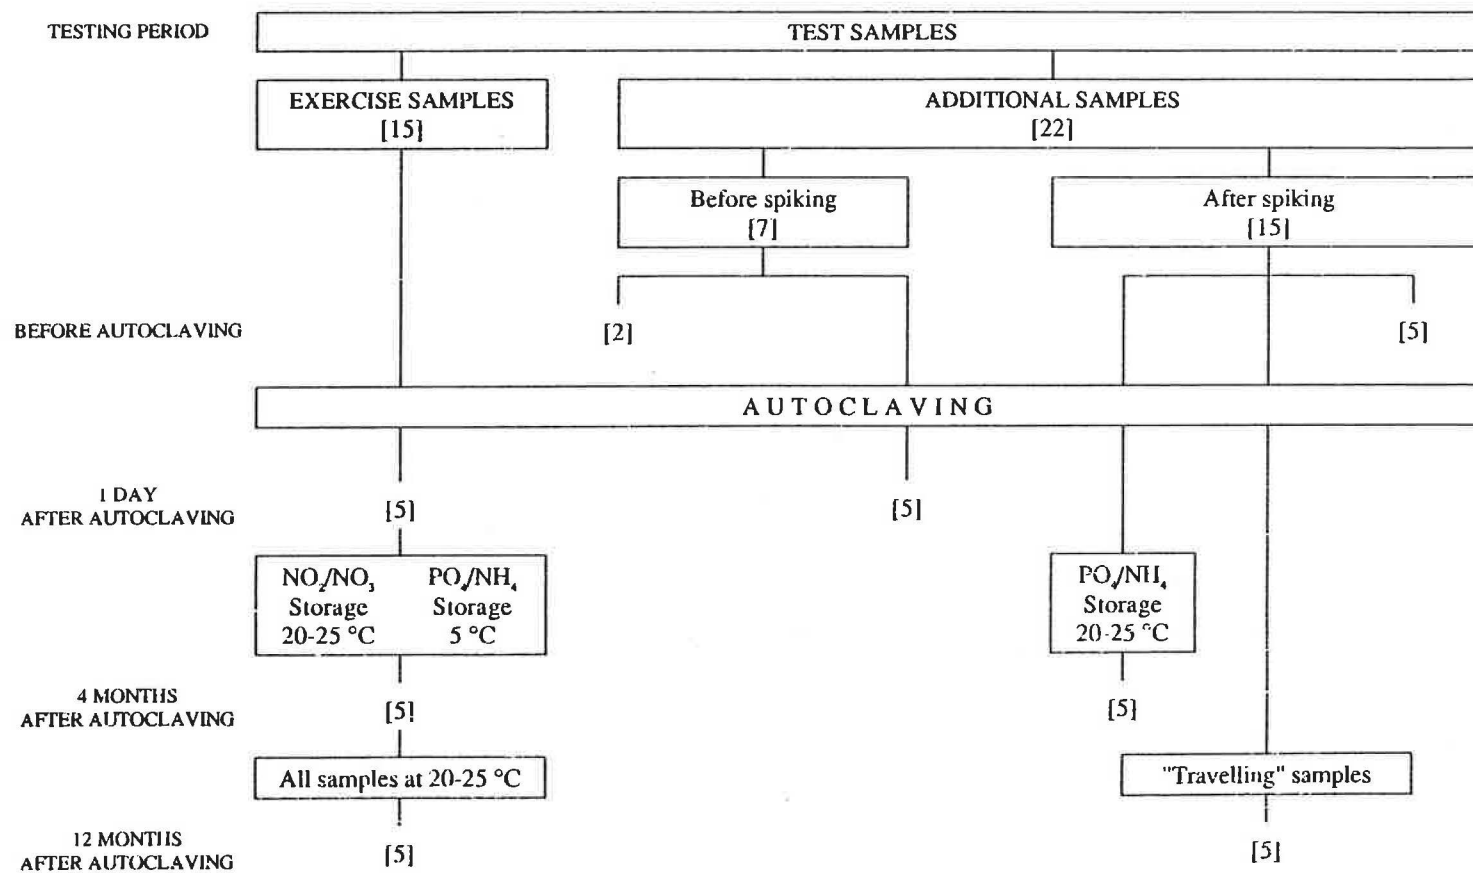 TESTING PERIOD
TEST SAMPLES
EXERCISE SAMPLES
[15]
ADDITIONAL SAMPLES
[22]
Before spiking
[7]
After spiking
[15]
BEFORE AUTOCLAVING
[2]
[5]
AUTOCLAVING
1 DAY
AFTER AUTOCLAVING
[5]
[5]
NO₂/NO₃
Storage
20-25 °C
PO₄/NH₄
Storage
5 °C
PO₄/NH₄
Storage
20-25 °C
4 MONTHS
AFTER AUTOCLAVING
[5]
[5]
All samples at 20-25 °C
"Travelling" samples
12 MONTHS
AFTER AUTOCLAVING
[5]
[5]